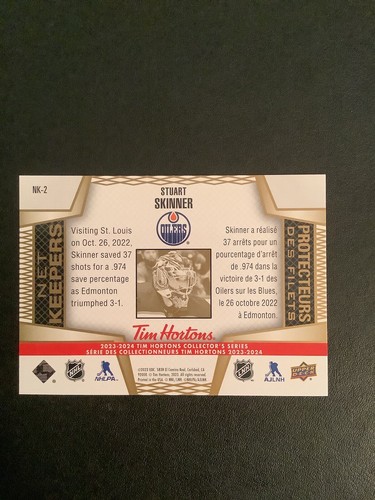 NK-2
STUART
SKINNER
OILERS
NET
KEEPERS
Visiting St. Louis
on Oct. 26, 2022,
Skinner saved 37
shots for a .974
save percentage
as Edmonton
triumphed 3-1.
Skinner a réalisé
37 arrêts pour un
pourcentage d'arrêt
de .974 dans la
victoire de 3-1 des
Oilers sur les Blues,
le 26 octobre 2022
à Edmonton.
PROTECTEURS
DES FILETS
Tim Hortons
2023-2024 TIM HORTONS COLLECTOR'S SERIES
SÉRIE DES COLLECTIONNEURS TIM HORTONS 2023-2024
NHL
NHLPA
LNH
AJLNH
UPPER DECK